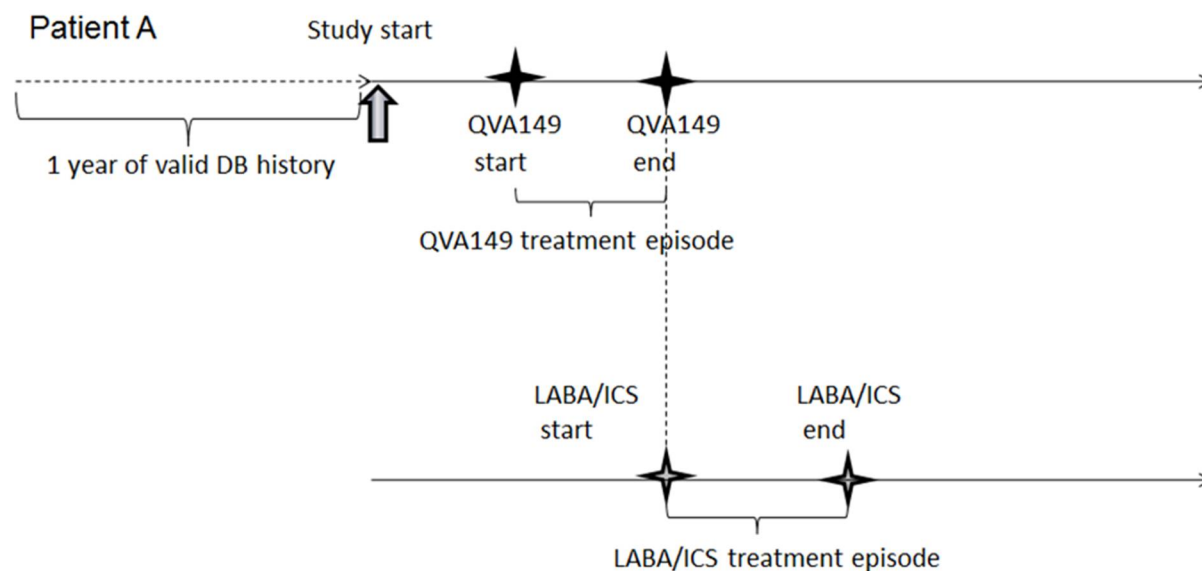 Patient A
Study start
QVA149
start
QVA149
end
1 year of valid DB history
QVA149 treatment episode
LABA/ICS
start
LABA/ICS
end
LABA/ICS treatment episode